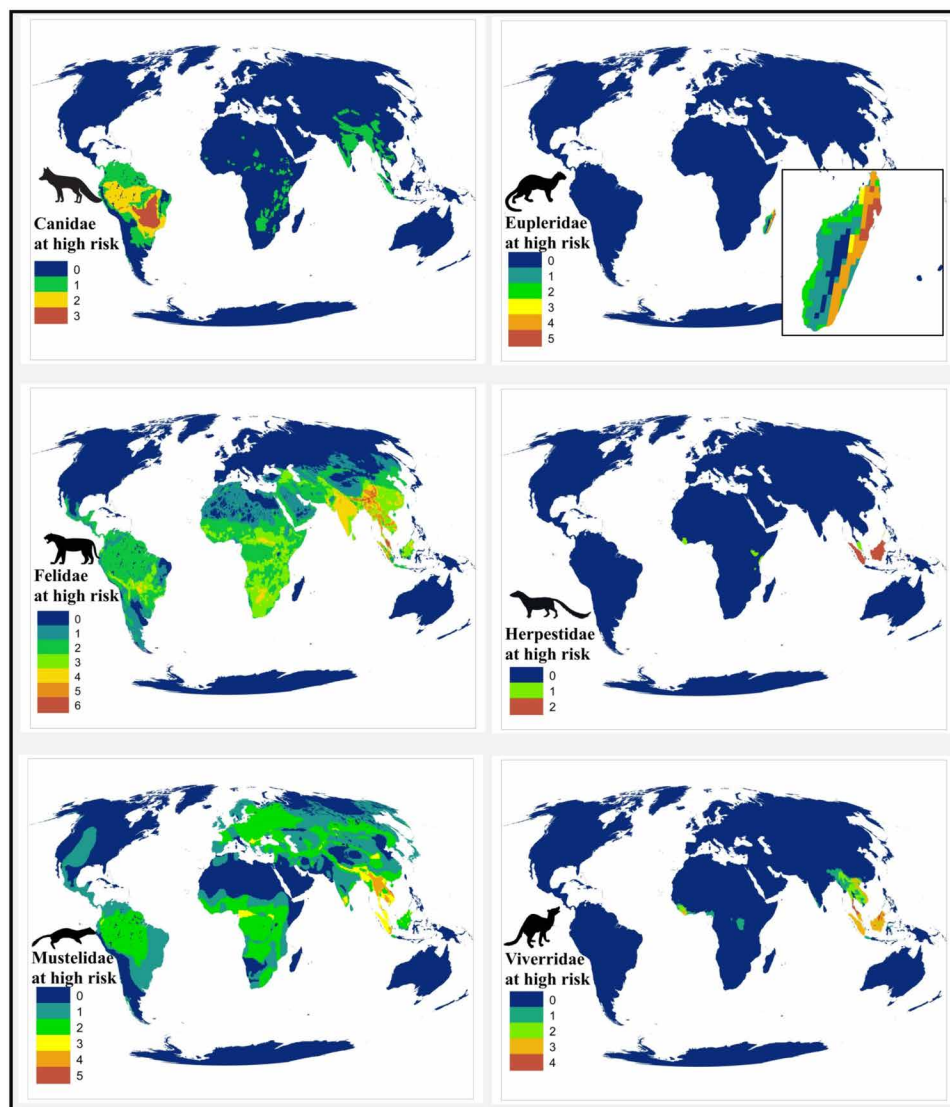 Canidae
at high risk
0
1
2
3
Eupleridae
at high risk
0
1
2
3
4
5
Felidae
at high risk
0
1
2
3
4
5
6
Herpestidae
at high risk
0
1
2
Mustelidae
at high risk
0
1
2
3
4
5
Viverridae
at high risk
0
1
2
3
4